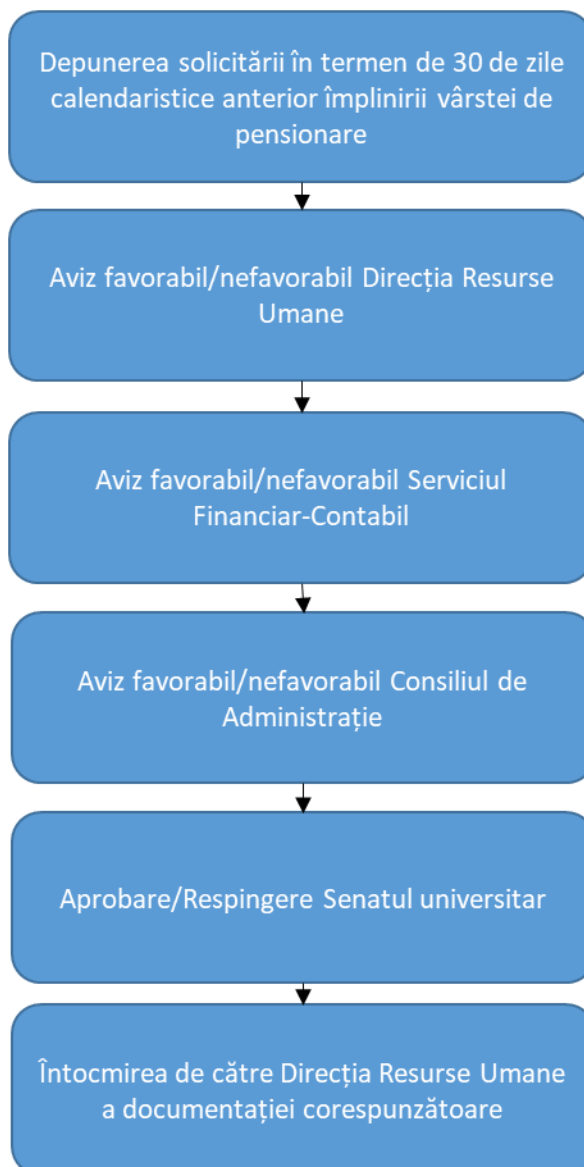 Depunerea solicitării în termen de 30 de zile
calendaristice anterior împlinirii vârstei de
pensionare
Aviz favorabil/nefavorabil Direcția Resurse
Umane
Aviz favorabil/nefavorabil Serviciul
Financiar-Contabil
Aviz favorabil/nefavorabil Consiliul de
Administrație
Aprobare/Respingere Senatul universitar
Întocmirea de către Direcția Resurse Umane
a documentației corespunzătoare